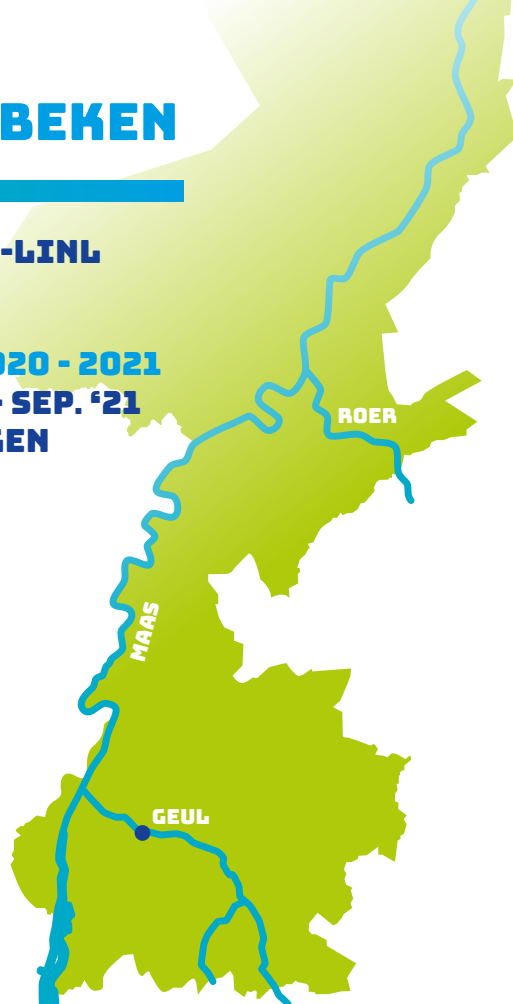 BEKEN
-LINL
020 - 2021
- SEP. ‘21
GEN
ROER
MAAS
GEUL